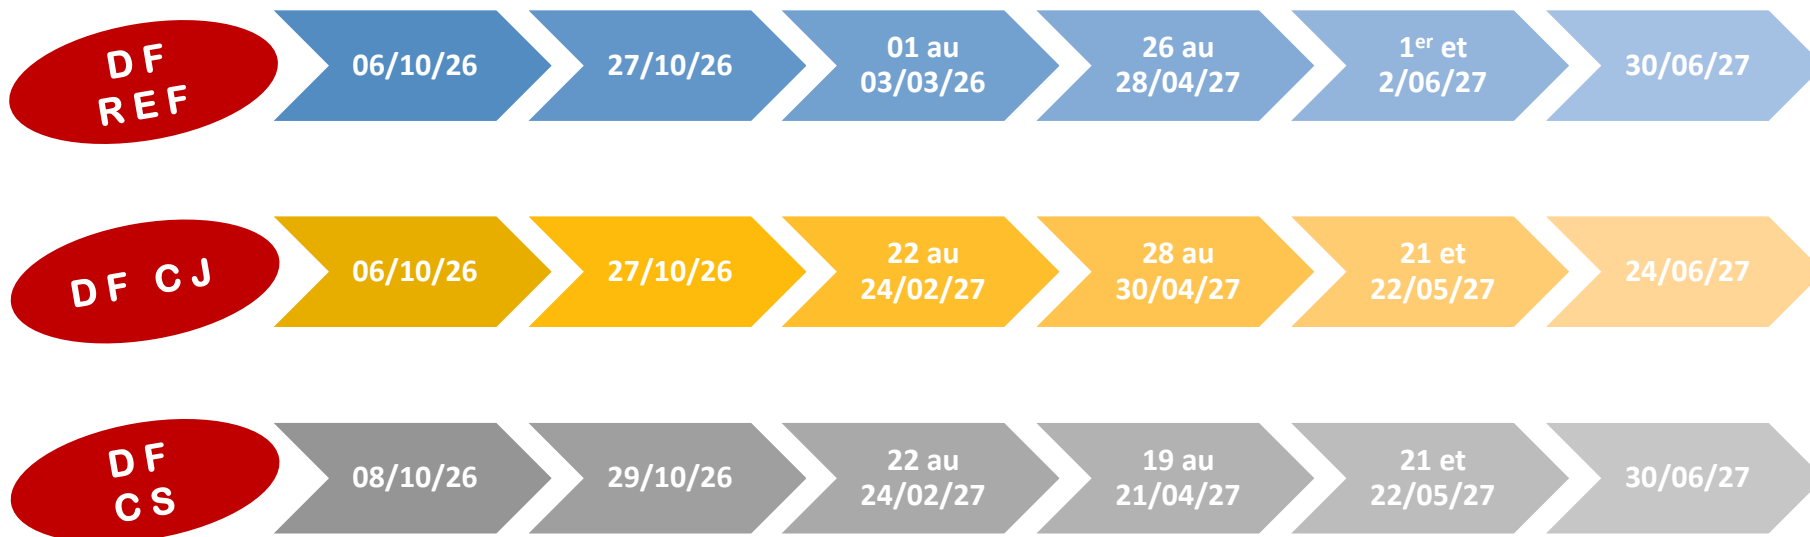 DF
REF
06/10/26
27/10/26
01 au
03/03/26
26 au
28/04/27
1er et
2/06/27
30/06/27
DF CJ
06/10/26
27/10/26
22 au
24/02/27
28 au
30/04/27
21 et
22/05/27
24/06/27
DF
CS
08/10/26
29/10/26
22 au
24/02/27
19 au
21/04/27
21 et
22/05/27
30/06/27